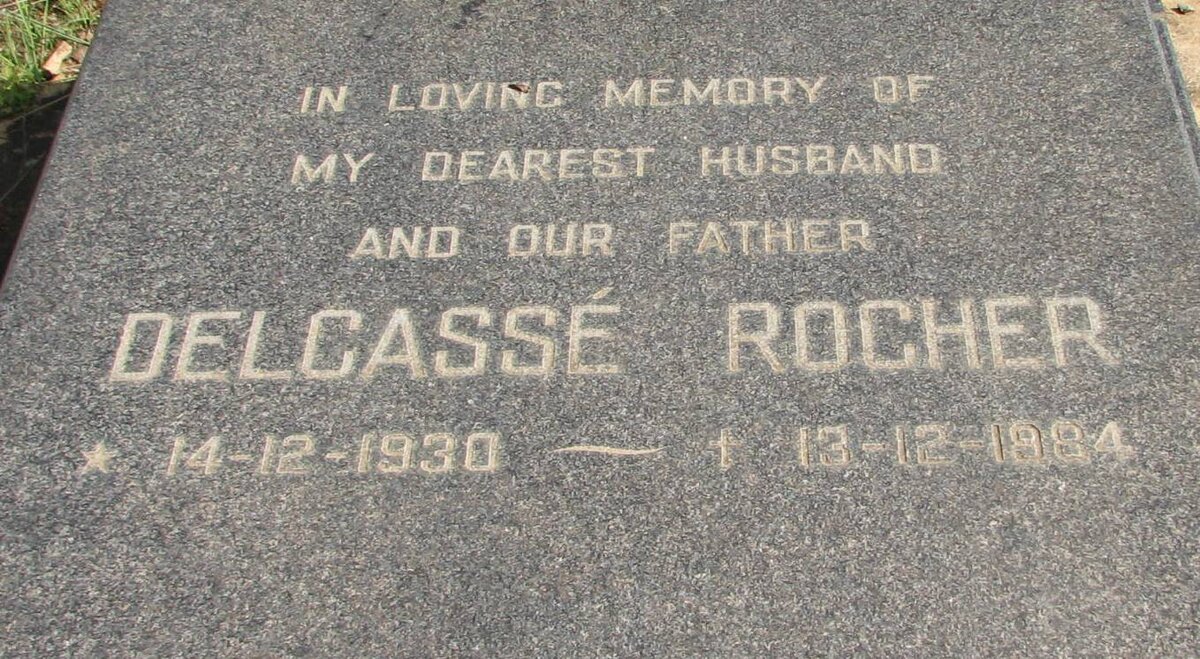 IN LOVING MEMORY OF
MY DEAREST HUSBAND
AND OUR FATHER
DELCASSÉ ROCHER
★ 14-12-1930 ~ † 13-12-1984